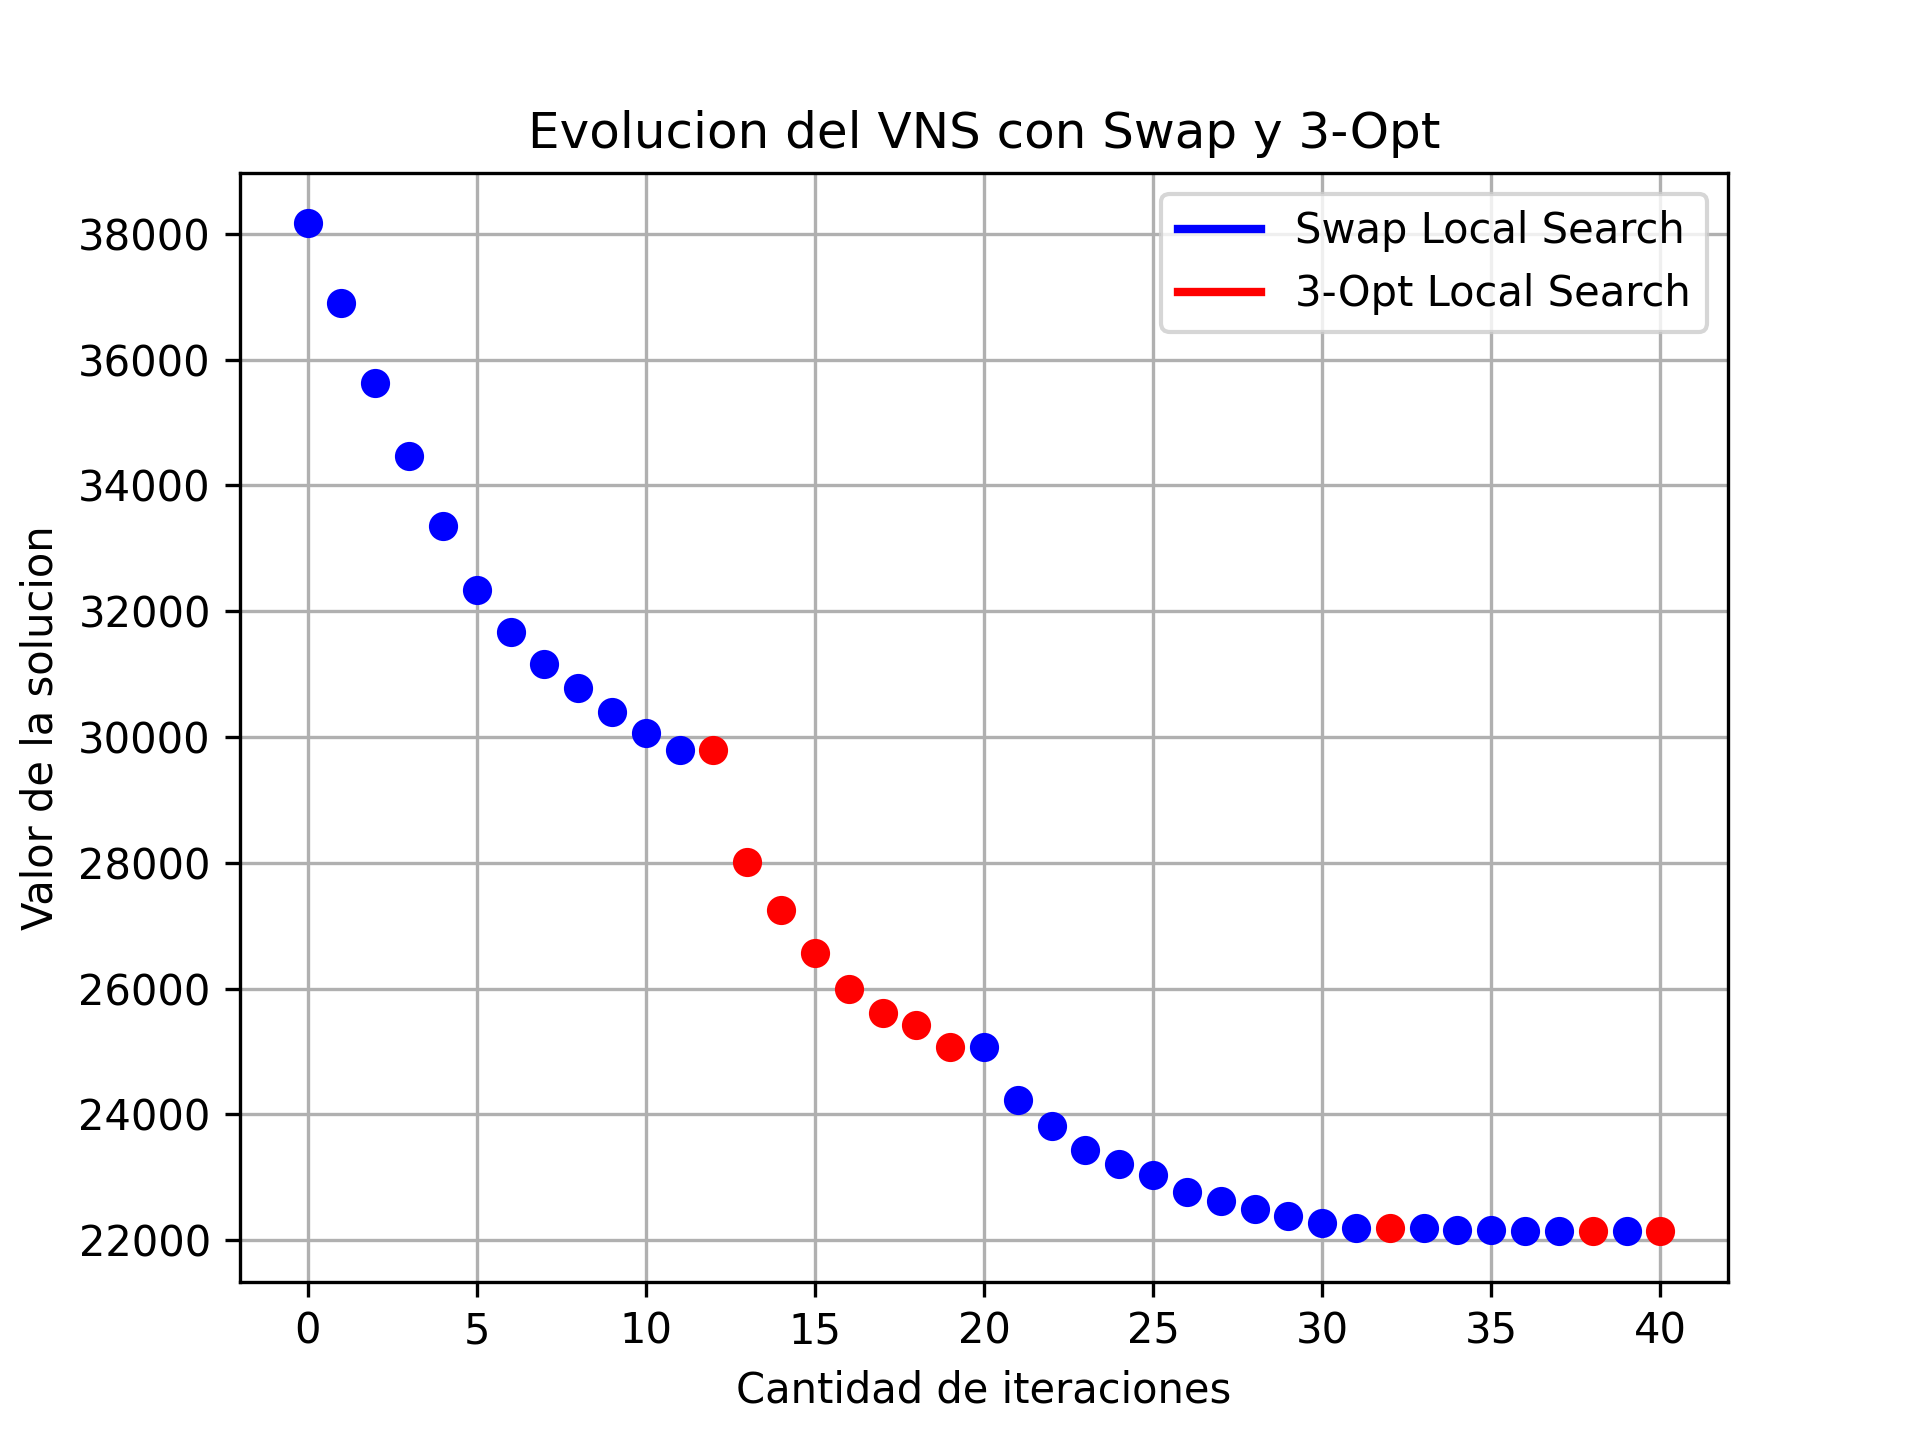 Evolucion del VNS con Swap y 3-Opt
Swap Local Search
3-Opt Local Search
Valor de la solucion
38000
36000
34000
32000
30000
28000
26000
24000
22000
0 5 10 15 20 25 30 35 40
Cantidad de iteraciones